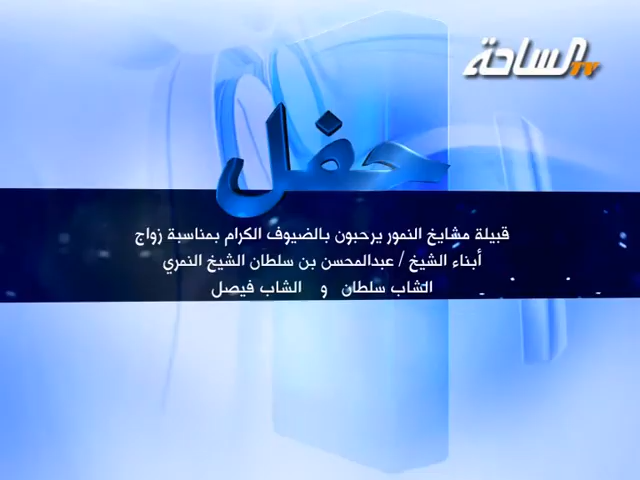 الساحة TV
حفل
قبيلة مشايخ النمور يرحبون بالضيوف الكرام بمناسبة زواج
أبناء الشيخ / عبدالمحسن بن سلطان الشيخ النمري
الشاب سلطان و الشاب فيصل